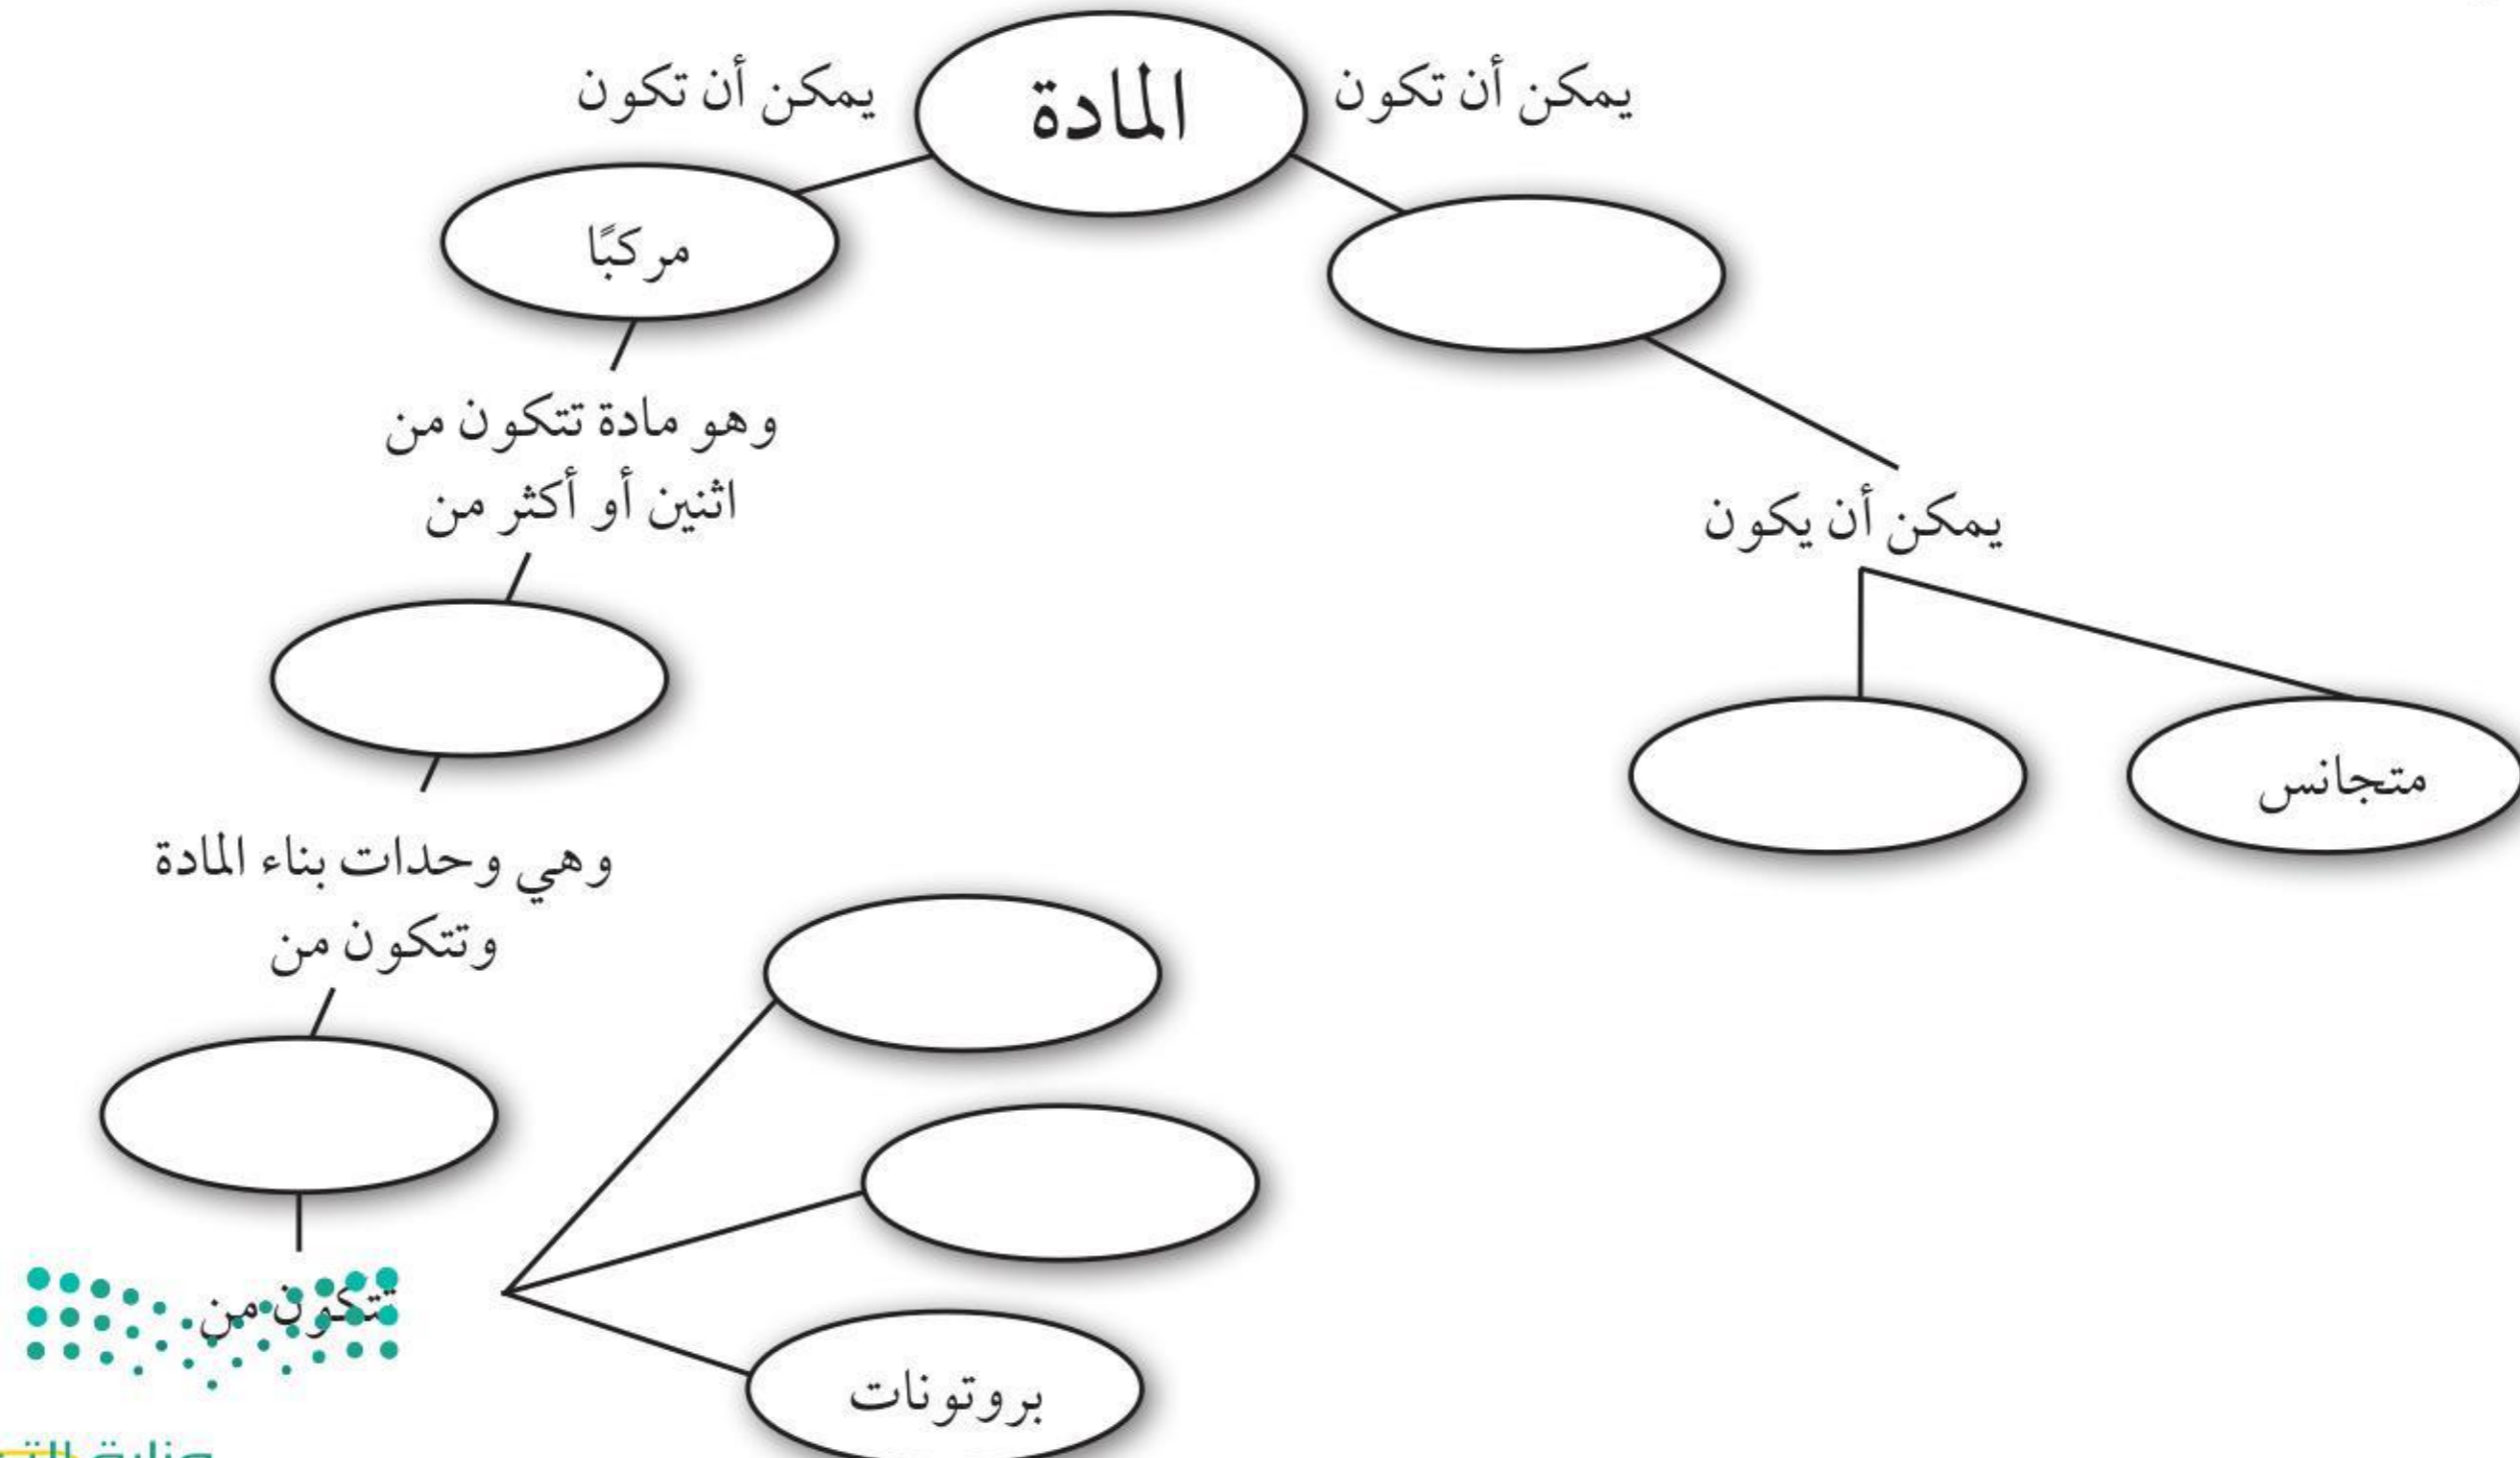 المادة
يمكن أن تكون
يمكن أن تكون
مركبًا
وهو مادة تتكون من
اثنين أو أكثر من
يمكن أن يكون
متجانس
وهي وحدات بناء المادة
وتتكون من
تتكون من
بروتونات